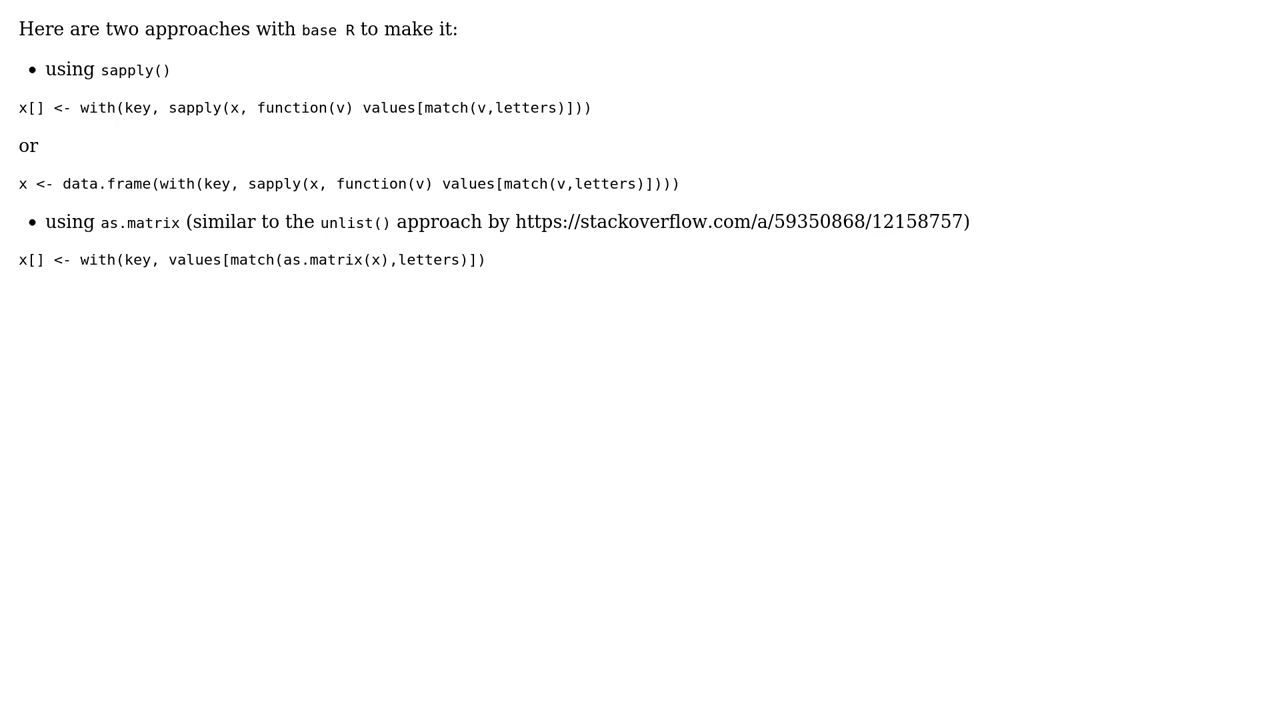 Here are two approaches with base R to make it:
• using sapply()
x[] <- with(key, sapply(x, function(v) values[match(v,letters)]))
or
x <- data.frame(with(key, sapply(x, function(v) values[match(v,letters)])))
• using as.matrix (similar to the unlist() approach by https://stackoverflow.com/a/59350868/12158757)
x[] <- with(key, values[match(as.matrix(x),letters)])